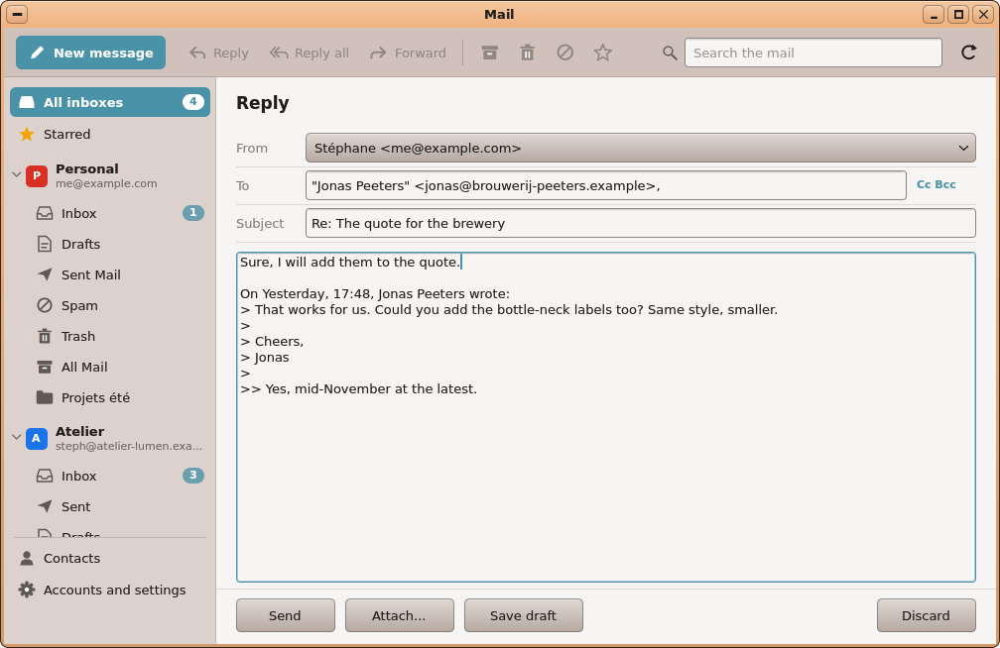 Mail
New message
Reply
Reply all
Forward
Search the mail
All inboxes 4
Starred
P
Personal
me@example.com
Inbox 1
Drafts
Sent Mail
Spam
Trash
All Mail
Projets été
A
Atelier
steph@atelier-lumen.exa...
Inbox 3
Sent
Drafts
Contacts
Accounts and settings
Reply
From Stéphane <me@example.com>
To "Jonas Peeters" <jonas@brouwerij-peeters.example>, Cc Bcc
Subject Re: The quote for the brewery
Sure, I will add them to the quote.
On Yesterday, 17:48, Jonas Peeters wrote:
> That works for us. Could you add the bottle-neck labels too? Same style, smaller.
>
> Cheers,
> Jonas
>
>> Yes, mid-November at the latest.
Send
Attach...
Save draft
Discard